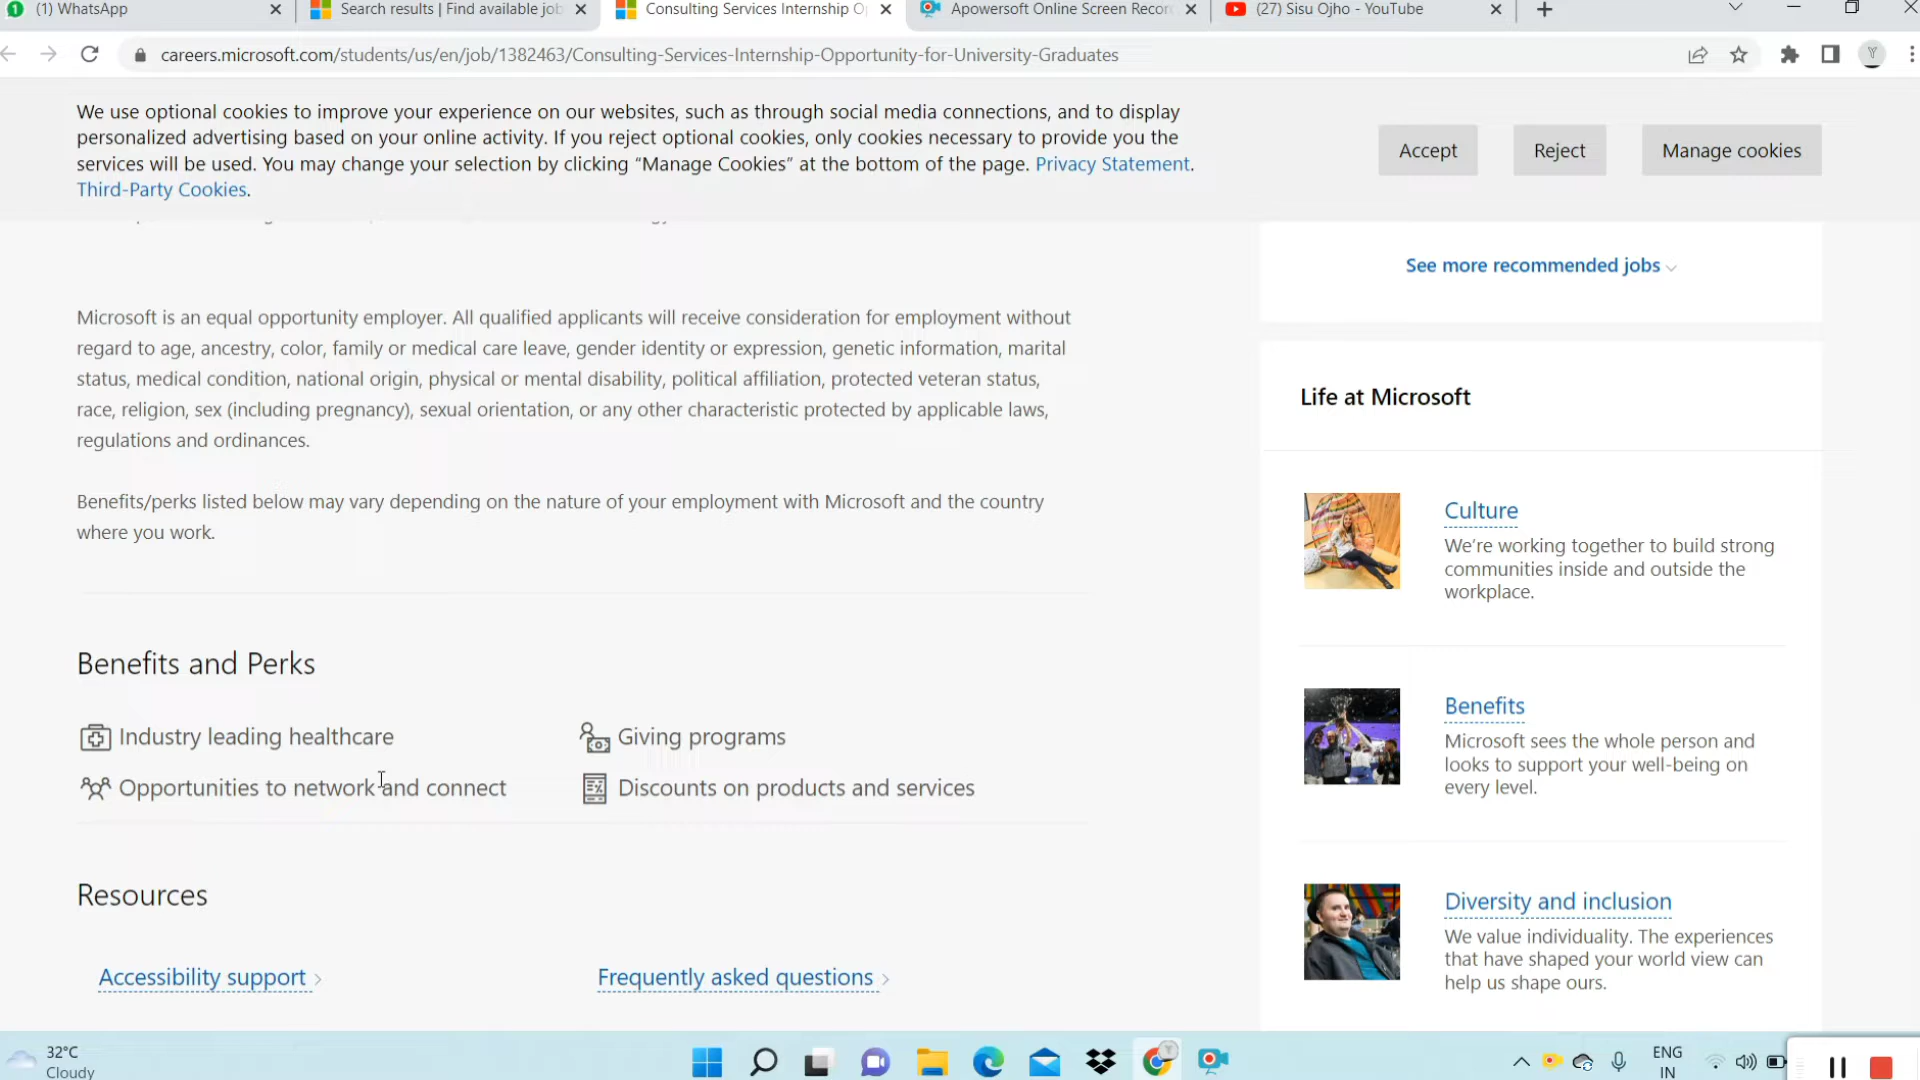 (1) WhatsApp
Search results | Find available job
Consulting Services Internship O
Apowersoft Online Screen Recor
(27) Sisu Ojho - YouTube
careers.microsoft.com/students/us/en/job/1382463/Consulting-Services-Internship-Opportunity-for-University-Graduates
Y
We use optional cookies to improve your experience on our websites, such as through social media connections, and to display
personalized advertising based on your online activity. If you reject optional cookies, only cookies necessary to provide you the
services will be used. You may change your selection by clicking “Manage Cookies” at the bottom of the page. Privacy Statement.
Third-Party Cookies.
Accept
Reject
Manage cookies
Microsoft is an equal opportunity employer. All qualified applicants will receive consideration for employment without
regard to age, ancestry, color, family or medical care leave, gender identity or expression, genetic information, marital
status, medical condition, national origin, physical or mental disability, political affiliation, protected veteran status,
race, religion, sex (including pregnancy), sexual orientation, or any other characteristic protected by applicable laws,
regulations and ordinances.
Benefits/perks listed below may vary depending on the nature of your employment with Microsoft and the country
where you work.
Benefits and Perks
Industry leading healthcare
Giving programs
Opportunities to network and connect
Discounts on products and services
Resources
Accessibility support
Frequently asked questions
See more recommended jobs
Life at Microsoft
Culture
We’re working together to build strong
communities inside and outside the
workplace.
Benefits
Microsoft sees the whole person and
looks to support your well-being on
every level.
Diversity and inclusion
We value individuality. The experiences
that have shaped your world view can
help us shape ours.
32°C
Cloudy
ENG
IN